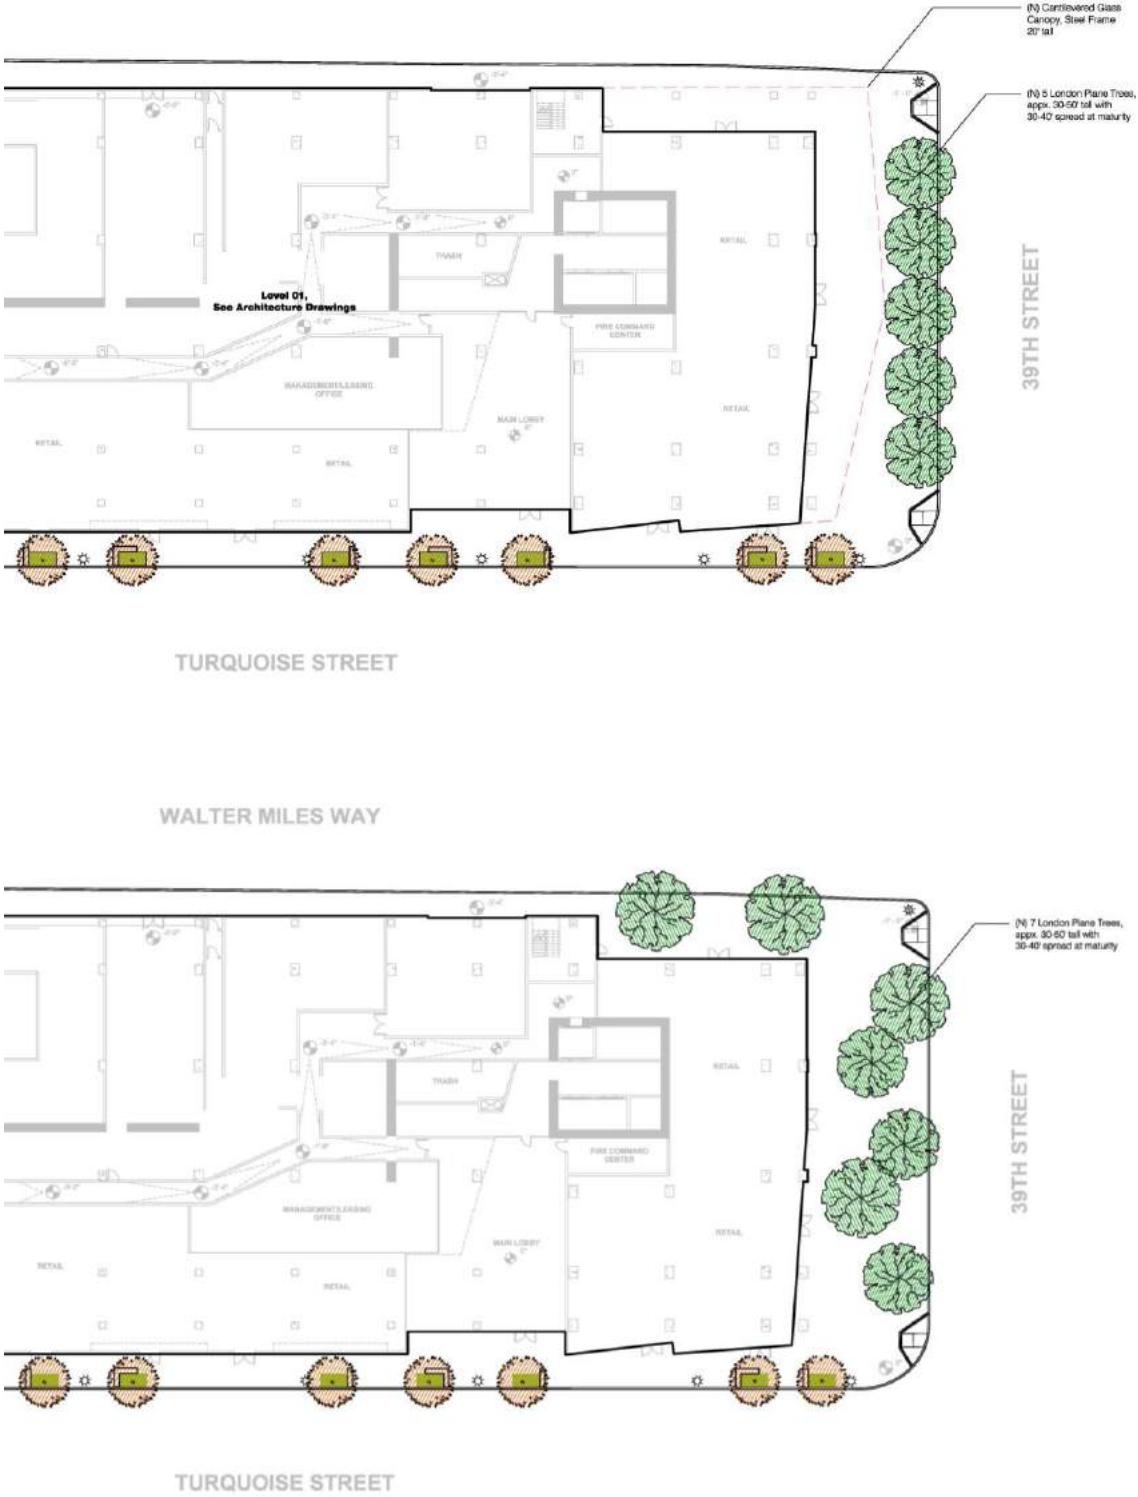 (N) Cantilevered Glass
Canopy, Steel Frame
20' tall
(N) 5 London Plane Trees,
appx. 30-50' tall with
30-40' spread at maturity
RETAIL
TRASH
Level 01,
See Architecture Drawings
FIRE COMMAND
CENTER
39TH STREET
MANAGEMENT/LEASING
OFFICE
RETAIL
MAIN LOBBY
RETAIL
RETAIL
TURQUOISE STREET
WALTER MILES WAY
(N) 7 London Plane Trees,
appx. 30-60' tall with
30-40' spread at maturity
RETAIL
TRASH
FIRE COMMAND
CENTER
39TH STREET
MANAGEMENT/LEASING
OFFICE
RETAIL
MAIN LOBBY
RETAIL
RETAIL
TURQUOISE STREET